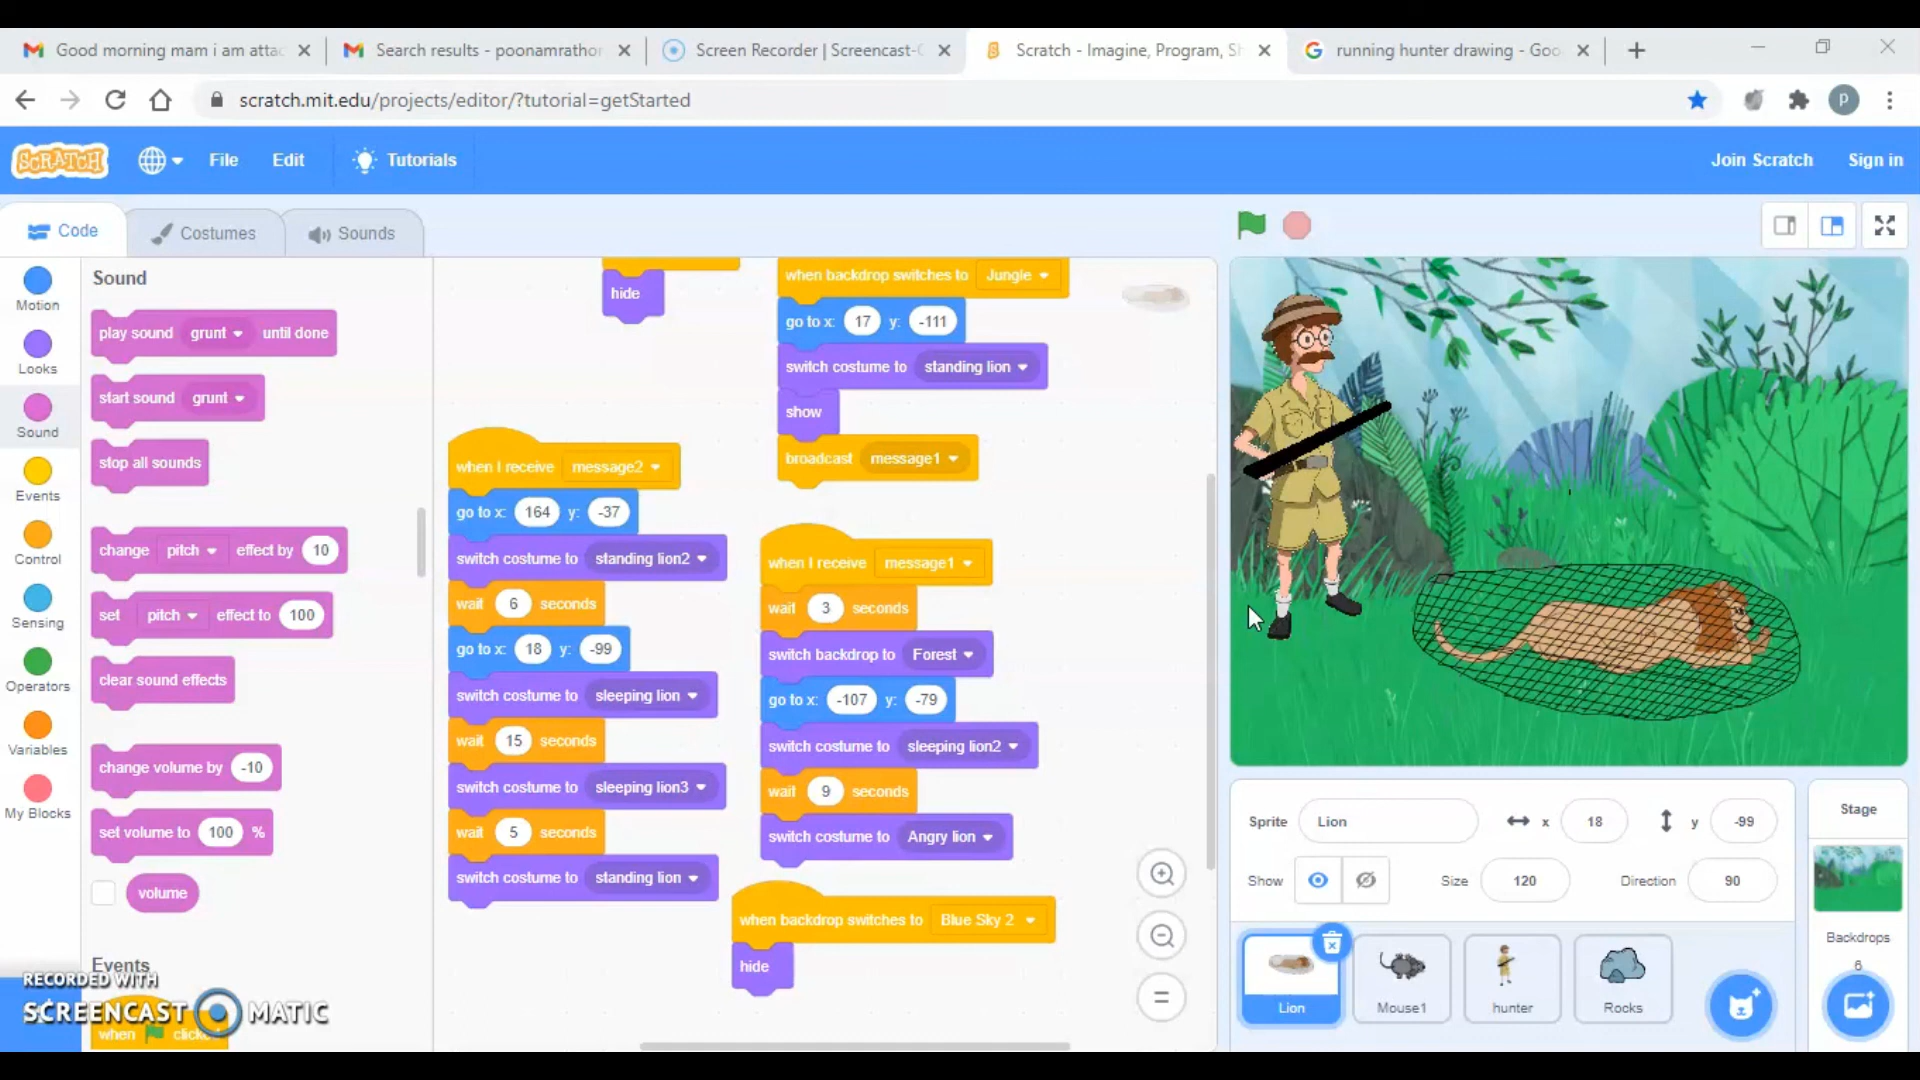 Good morning mam i am atta
Search results - poonamrathor
Screen Recorder | Screencast-
Scratch - Imagine, Program, S
running hunter drawing - Goo
scratch.mit.edu/projects/editor/?tutorial=getStarted
P
SCRATCH
File
Edit
Tutorials
Join Scratch
Sign in
Code
Costumes
Sounds
Motion
Looks
Sound
Events
Control
Sensing
Operators
Variables
My Blocks
Sound
play sound grunt until done
start sound grunt
stop all sounds
change pitch effect by 10
set pitch effect to 100
clear sound effects
change volume by -10
set volume to 100 %
volume
Events
when clicked
hide
when I receive message2
go to x: 164 y: -37
switch costume to standing lion2
wait 6 seconds
go to x: 18 y: -99
switch costume to sleeping lion
wait 15 seconds
switch costume to sleeping lion3
wait 5 seconds
switch costume to standing lion
when backdrop switches to Jungle
go to x: 17 y: -111
switch costume to standing lion
show
broadcast message1
when I receive message1
wait 3 seconds
switch backdrop to Forest
go to x: -107 y: -79
switch costume to sleeping lion2
wait 9 seconds
switch costume to Angry lion
when backdrop switches to Blue Sky 2
hide
Sprite Lion x 18 y -99
Show Size 120 Direction 90
Lion
Mouse1
hunter
Rocks
Stage
Backdrops
6
RECORDED WITH
SCREENCAST MATIC